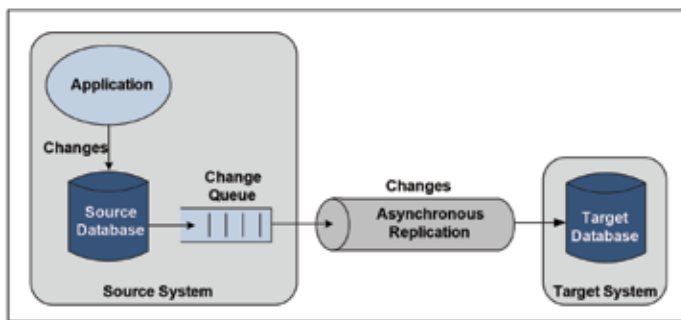 Application
Changes
Source
Database
Change
Queue
Source System
Changes
Asynchronous
Replication
Target
Database
Target System